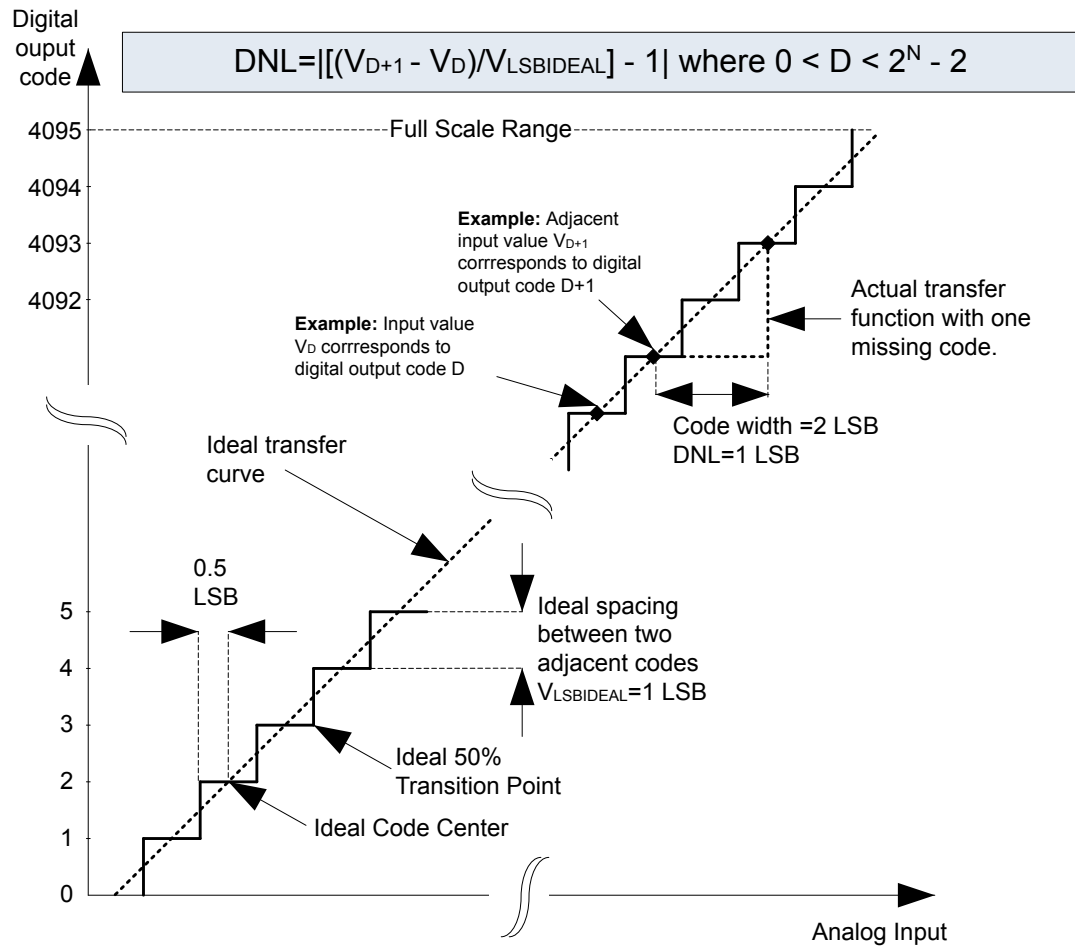 Digital
ouput
code
DNL=|[(VD+1 - VD)/VLSBIDEAL] - 1| where 0 < D < 2^N - 2
4095
Full Scale Range
4094
4093
4092
Example: Adjacent
input value VD+1
corrresponds to digital
output code D+1
Example: Input value
VD corrresponds to
digital output code D
Actual transfer
function with one
missing code.
Code width =2 LSB
DNL=1 LSB
Ideal transfer
curve
0.5
LSB
Ideal spacing
between two
adjacent codes
VLSBIDEAL=1 LSB
5
4
3
2
1
0
Ideal 50%
Transition Point
Ideal Code Center
Analog Input